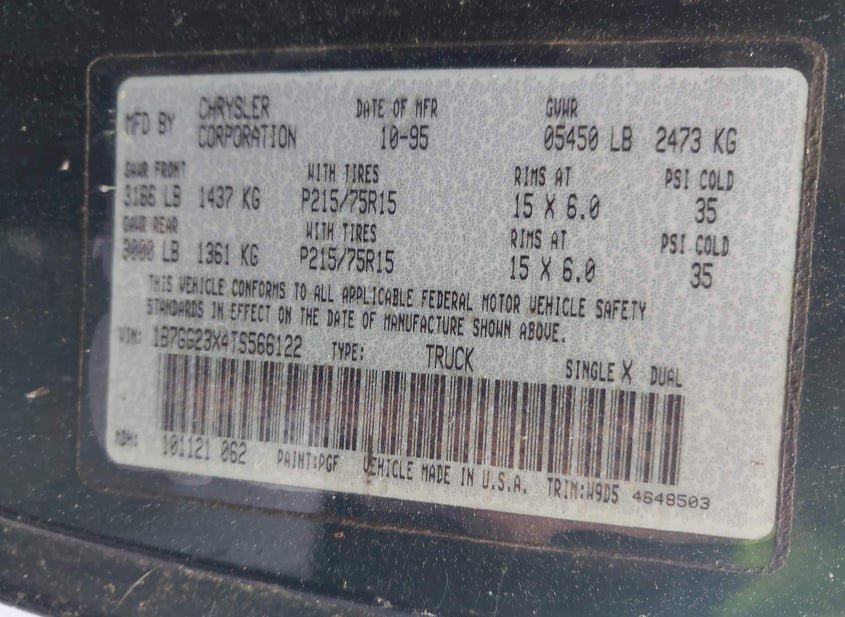 MFD BY CHRYSLER CORPORATION DATE OF MFR 10-95 GVWR 05450 LB 2473 KG
GAWR FRONT WITH TIRES RIMS AT PSI COLD
3166 LB 1437 KG P215/75R15 15 X 6.0 35
GAWR REAR WITH TIRES RIMS AT PSI COLD
3000 LB 1361 KG P215/75R15 15 X 6.0 35
THIS VEHICLE CONFORMS TO ALL APPLICABLE FEDERAL MOTOR VEHICLE SAFETY
STANDARDS IN EFFECT ON THE DATE OF MANUFACTURE SHOWN ABOVE.
VIN: 1B7GG23X4TS566122 TYPE: TRUCK SINGLE X DUAL
MDH: 101121 062 PAINT:PGF VEHICLE MADE IN U.S.A. TRIM:W9D5 4648503